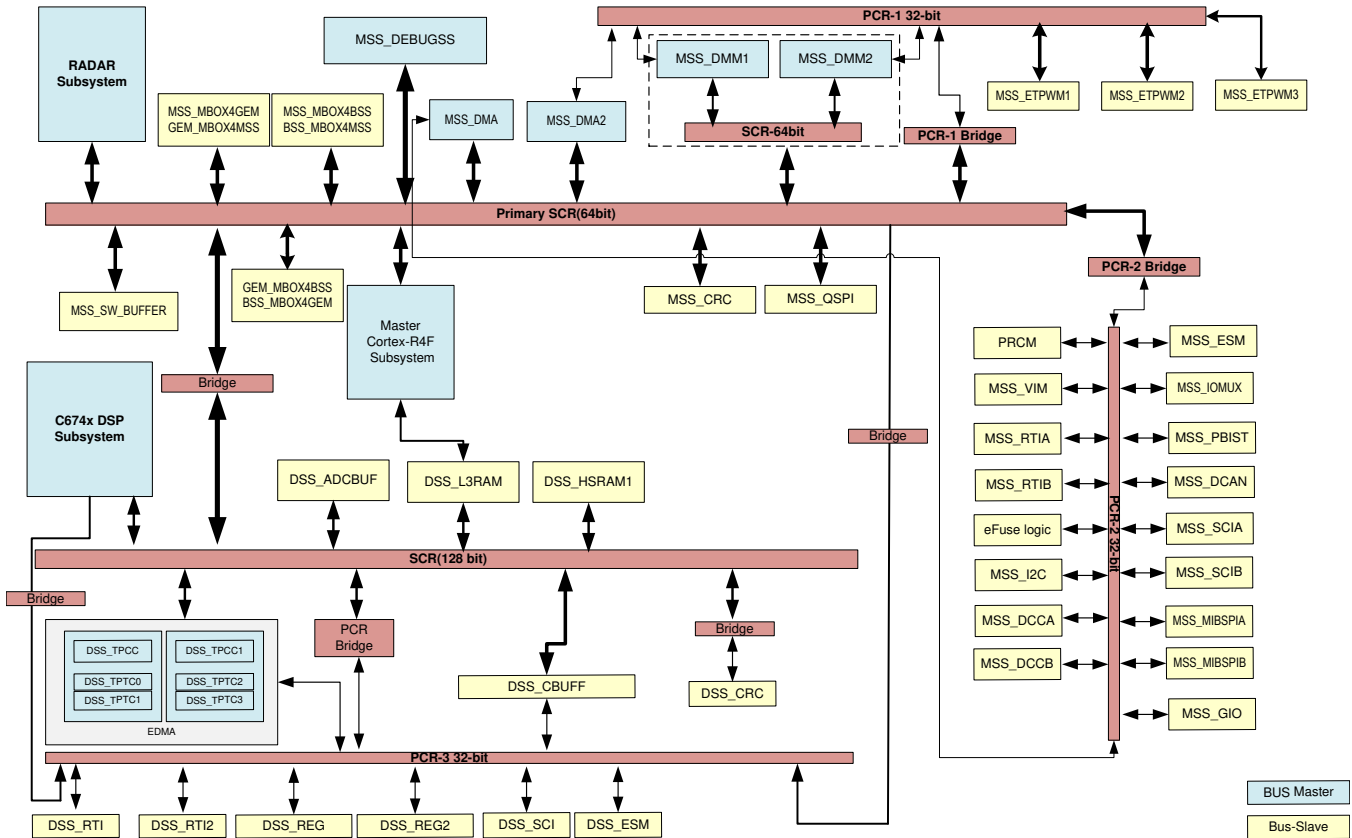 PCR-1 32-bit
RADAR
Subsystem
MSS_DEBUGSS
MSS_DMM1
MSS_DMM2
MSS_ETPWM1
MSS_ETPWM2
MSS_ETPWM3
MSS_MBOX4GEM
GEM_MBOX4MSS
MSS_MBOX4BSS
BSS_MBOX4MSS
MSS_DMA
MSS_DMA2
SCR-64bit
PCR-1 Bridge
Primary SCR(64bit)
PCR-2 Bridge
MSS_SW_BUFFER
GEM_MBOX4BSS
BSS_MBOX4GEM
MSS_CRC
MSS_QSPI
Master
Cortex-R4F
Subsystem
Bridge
C674x DSP
Subsystem
Bridge
PRCM
MSS_ESM
MSS_VIM
MSS_IOMUX
MSS_RTIA
MSS_PBIST
MSS_RTIB
MSS_DCAN
eFuse logic
MSS_SCIA
MSS_I2C
MSS_SCIB
MSS_DCCA
MSS_MIBSPIA
MSS_DCCB
MSS_MIBSPIB
MSS_GIO
PCR-2 32-bit
DSS_ADCBUF
DSS_L3RAM
DSS_HSRAM1
SCR(128 bit)
Bridge
PCR
Bridge
Bridge
DSS_TPCC
DSS_TPCC1
DSS_TPTC0
DSS_TPTC2
DSS_TPTC1
DSS_TPTC3
EDMA
DSS_CBUFF
DSS_CRC
PCR-3 32-bit
DSS_RTI
DSS_RTI2
DSS_REG
DSS_REG2
DSS_SCI
DSS_ESM
BUS Master
Bus-Slave